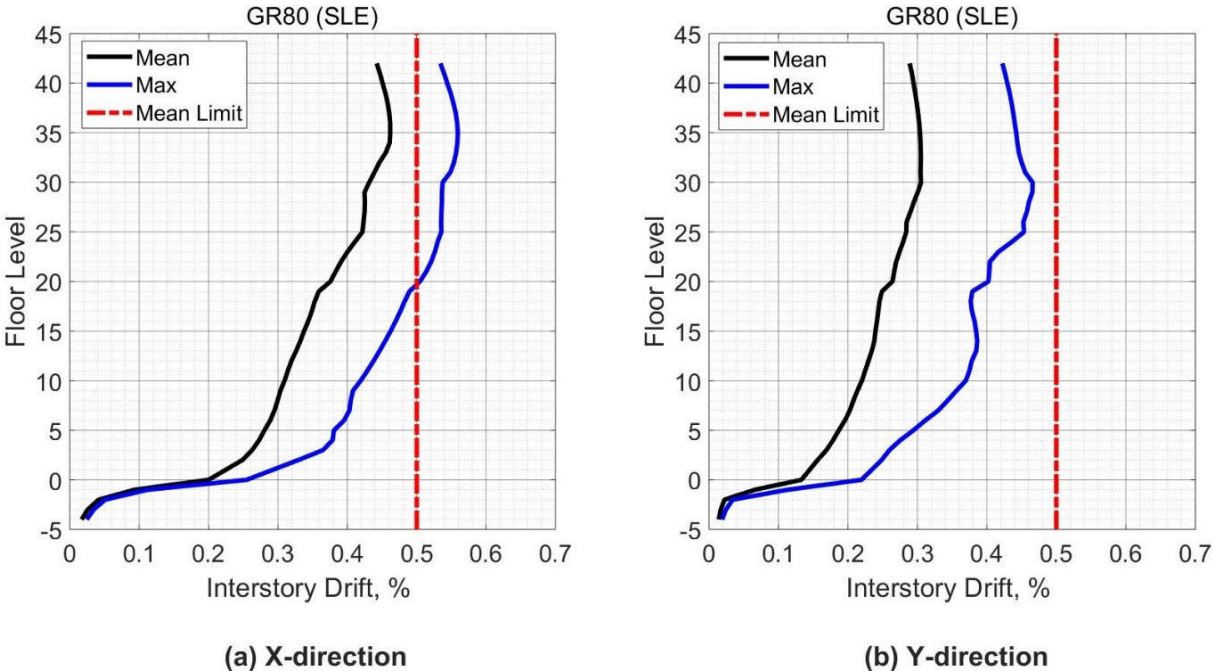 GR80 (SLE)
45
40
35
30
25
20
15
10
5
0
-5
Floor Level
Mean
Max
Mean Limit
0 0.1 0.2 0.3 0.4 0.5 0.6 0.7
Interstory Drift, %
(a) X-direction
GR80 (SLE)
45
40
35
30
25
20
15
10
5
0
-5
Floor Level
Mean
Max
Mean Limit
0 0.1 0.2 0.3 0.4 0.5 0.6 0.7
Interstory Drift, %
(b) Y-direction